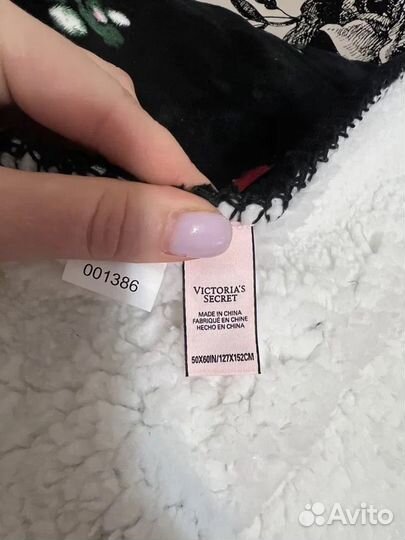 001386
VICTORIA'S
SECRET
MADE IN CHINA
FABRIQUÉ EN CHINE
HECHO EN CHINA
50X60IN/127X152CM
Avito